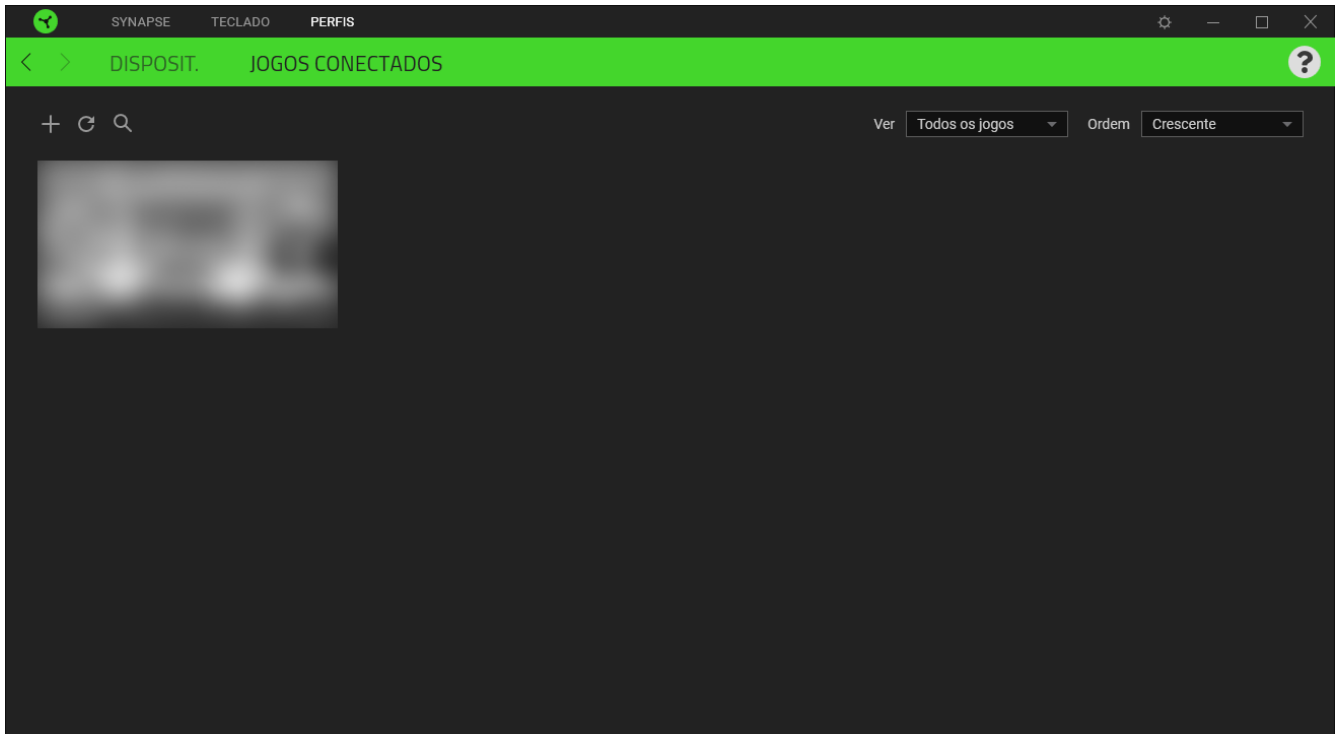 SYNAPSE TECLADO PERFIS
DISPOSIT. JOGOS CONECTADOS ?
Ver Todos os jogos Ordem Crescente